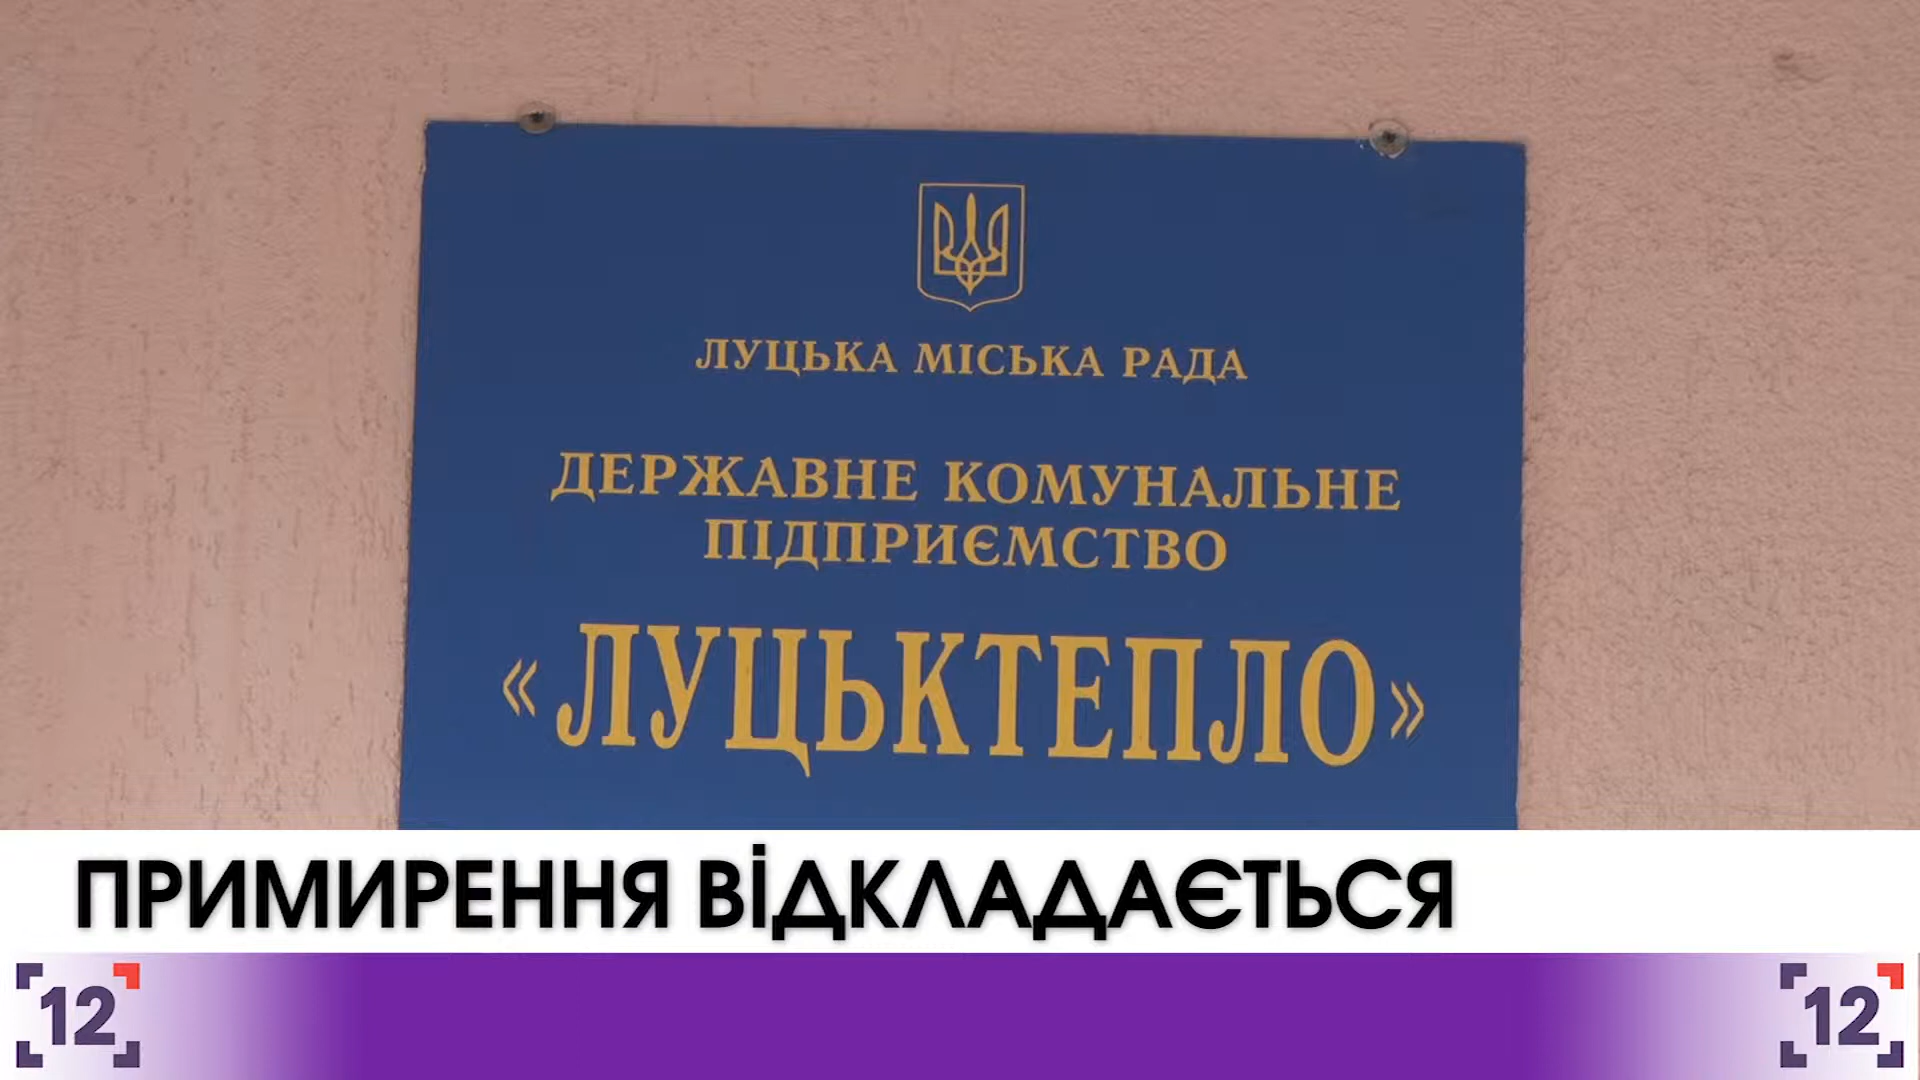 ЛУЦЬКА МІСЬКА РАДА
ДЕРЖАВНЕ КОМУНАЛЬНЕ
ПІДПРИЄМСТВО
«ЛУЦЬКТЕПЛО»
ПРИМИРЕННЯ ВІДКЛАДАЄТЬСЯ
12 12